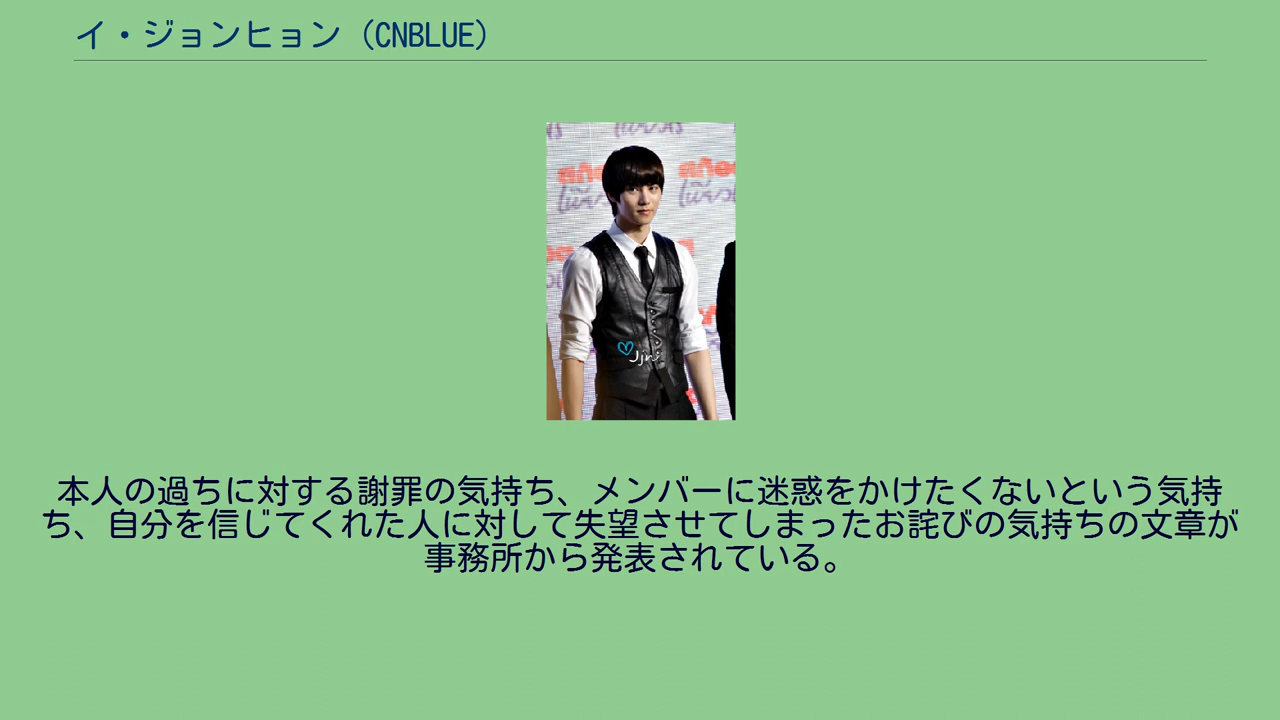 イ・ジョンヒョン（CNBLUE）
Jjni
本人の過ちに対する謝罪の気持ち、メンバーに迷惑をかけたくないという気持
ち、自分を信じてくれた人に対して失望させてしまったお詫びの気持ちの文章が
事務所から発表されている。